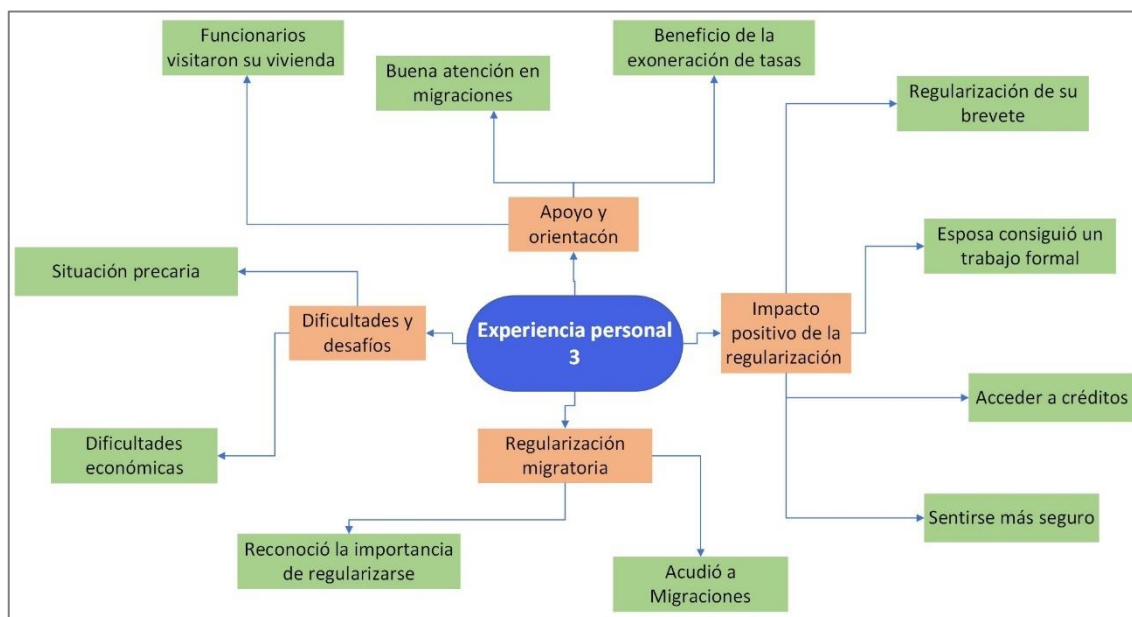 Funcionarios
visitaron su vivienda
Buena atención en
migraciones
Beneficio de la
exoneración de tasas
Regularización de su
brevete
Apoyo y
orientacón
Esposa consiguió un
trabajo formal
Situación precaria
Dificultades y
desafíos
Experiencia personal
3
Impacto
positivo de la
regularización
Acceder a créditos
Dificultades
económicas
Regularización
migratoria
Sentirse más seguro
Reconoció la importancia
de regularizarse
Acudió a
Migraciones